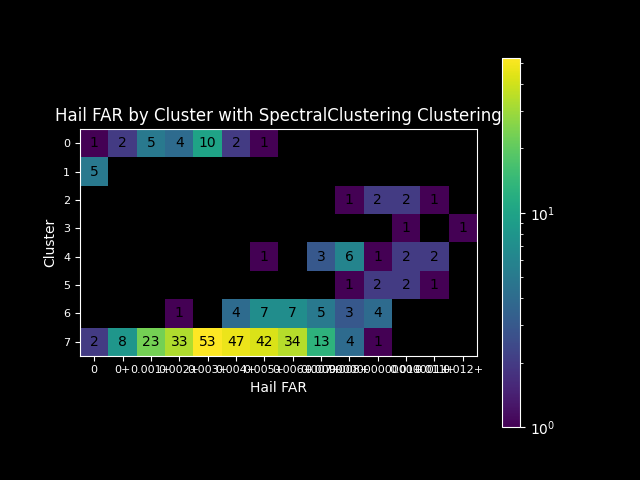 Hail FAR by Cluster with SpectralClustering Clustering
0 1 2 5 4 10 2 1
1 5
2 1 2 2 1
3 1 1
4 1 3 6 1 2 2
5 1 2 2 1
6 1 4 7 7 5 3 4
7 2 8 23 33 53 47 42 34 13 4 1
0 0+ 0.001+
Hail FAR
Cluster
10¹
10⁰